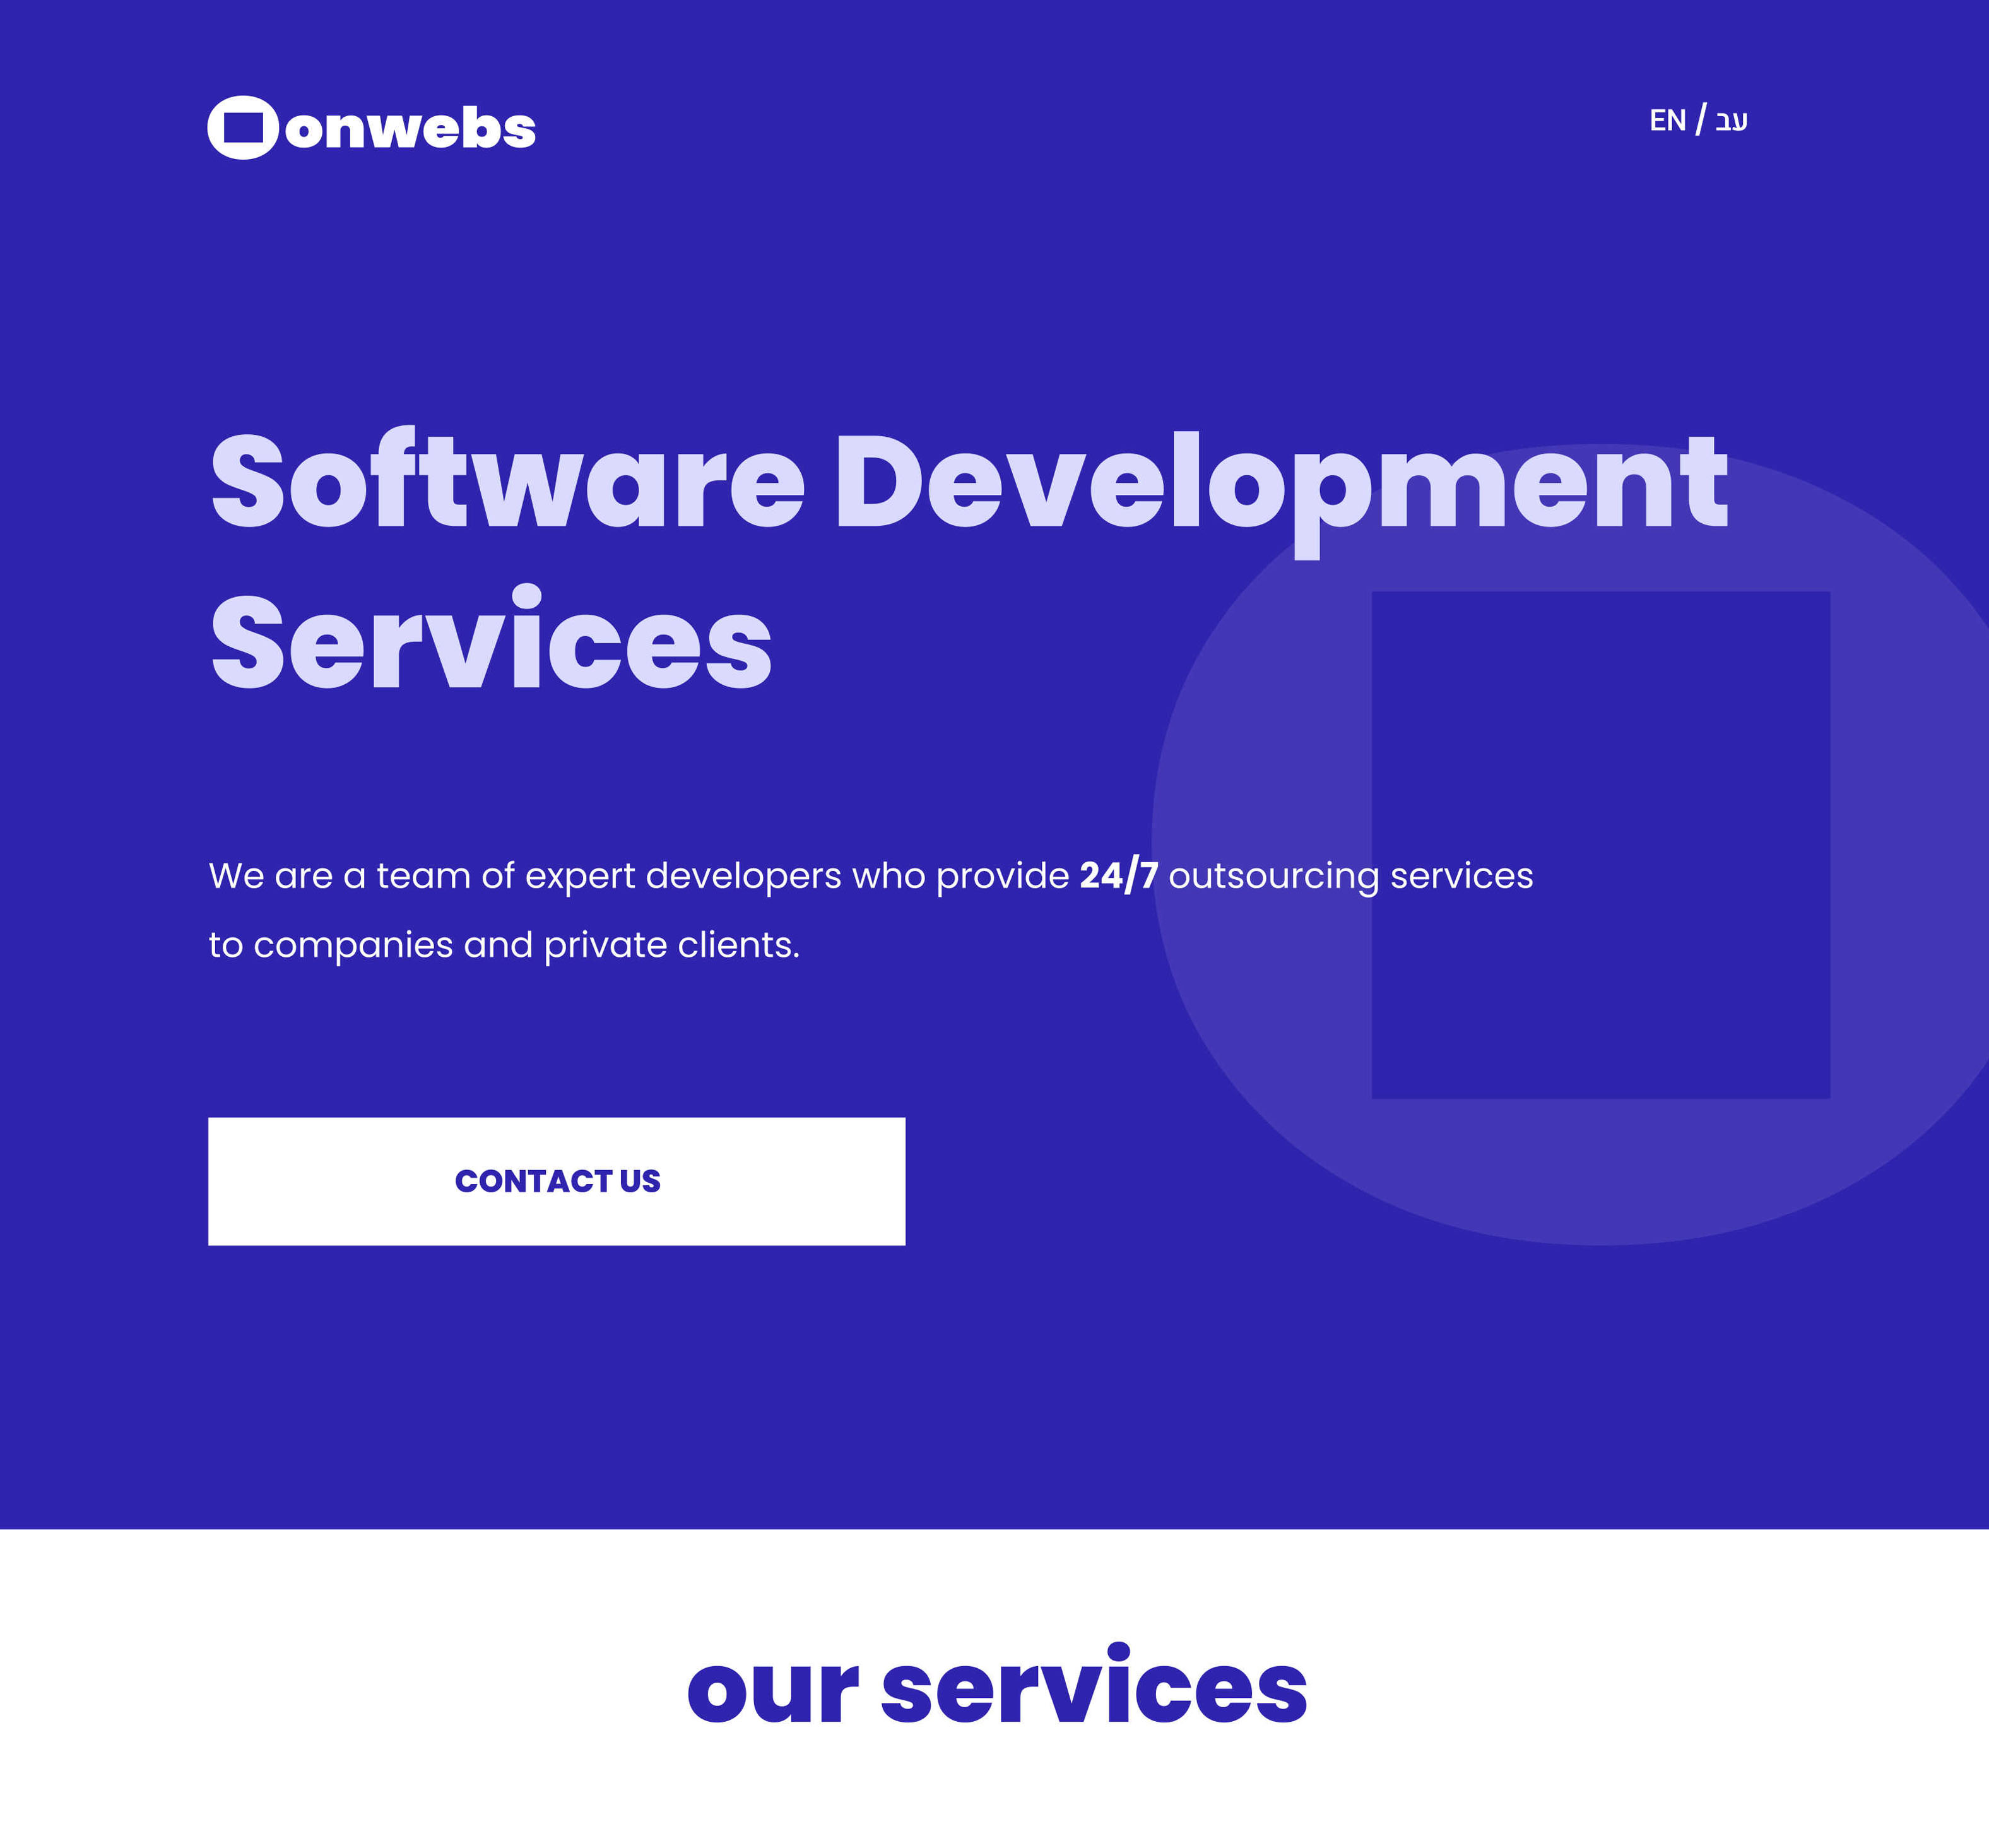 onwebs
EN / עב
Software Development
Services
We are a team of expert developers who provide 24/7 outsourcing services
to companies and private clients.
CONTACT US
our services